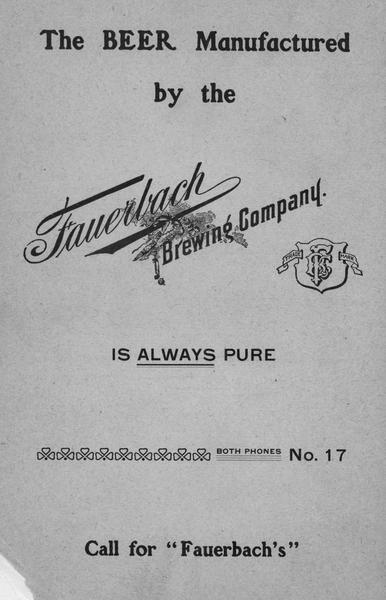 The BEER Manufactured
by the
Fauerbach
Brewing Company.
TRADE MARK
FBC
IS ALWAYS PURE
BOTH PHONES No. 17
Call for "Fauerbach's"